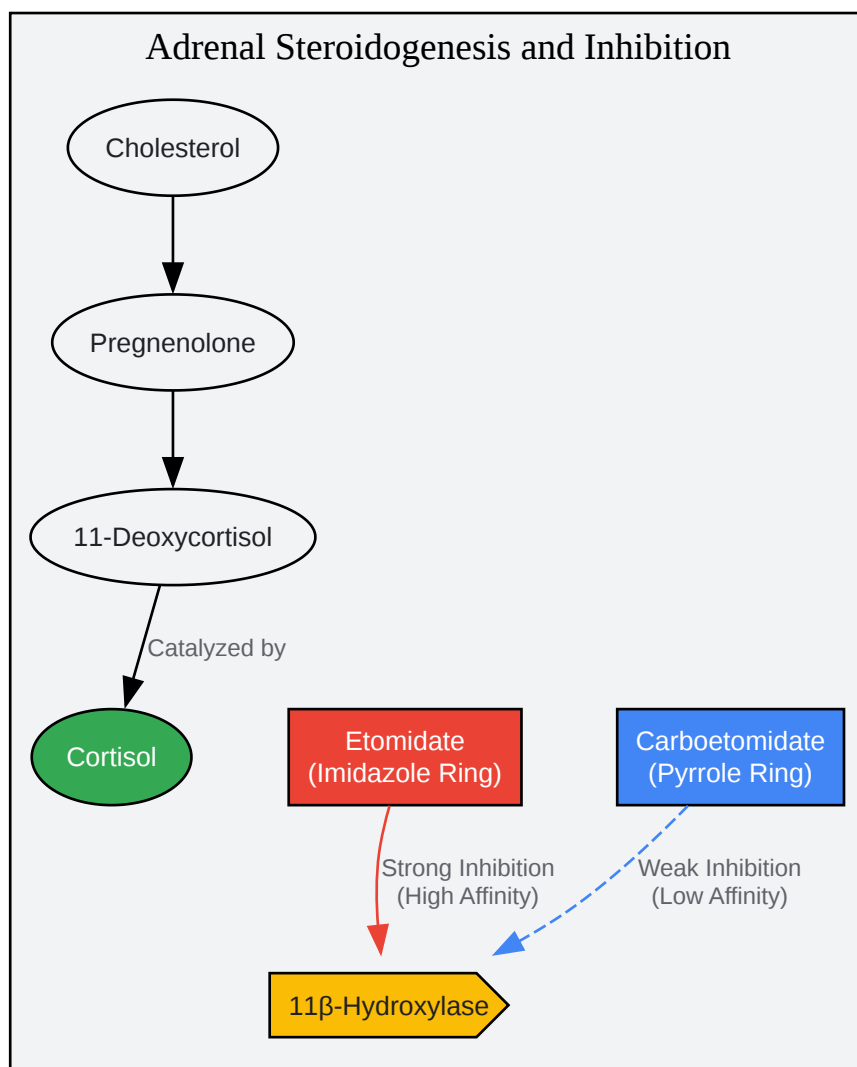 Adrenal Steroidogenesis and Inhibition
Cholesterol
Pregnenolone
11-Deoxycortisol
Catalyzed by
Cortisol
Etomidate
(Imidazole Ring)
Carboetomidate
(Pyrrole Ring)
Strong Inhibition
(High Affinity)
Weak Inhibition
(Low Affinity)
11β-Hydroxylase